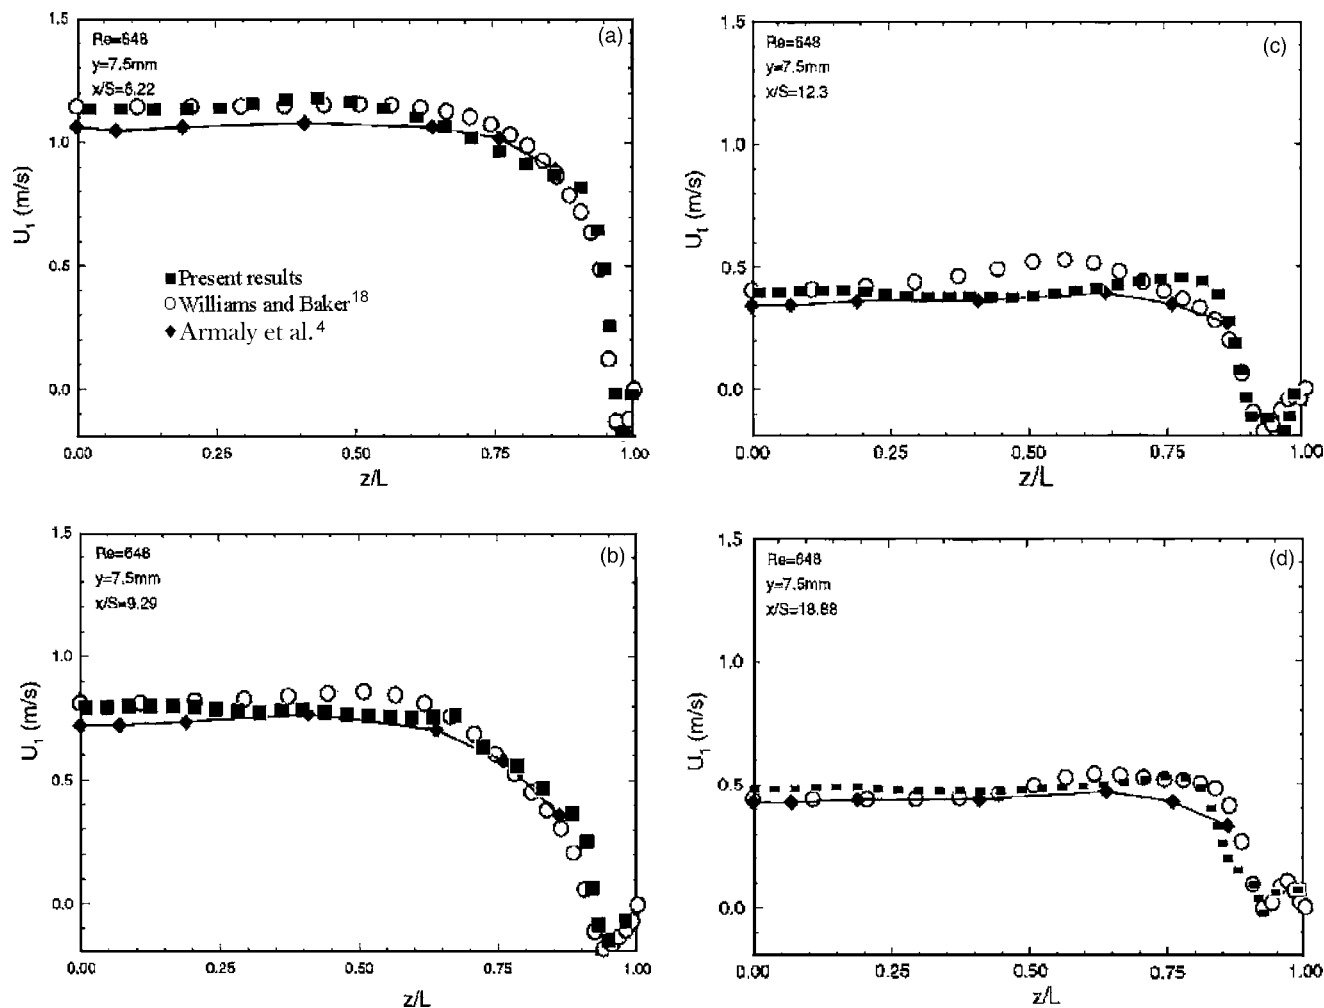 (a)
Re=648
y=7.5mm
x/S=6.22
1.5
1.0
0.5
0.0
U1 (m/s)
■Present results
○Williams and Baker18
◆Armaly et al.4
0.00 0.25 0.50 0.75 1.00
z/L
(c)
Re=648
y=7.5mm
x/S=12.3
1.5
1.0
0.5
0.0
U1 (m/s)
0.00 0.25 0.50 0.75 1.00
z/L
(b)
Re=648
y=7.5mm
x/S=9.29
1.5
1.0
0.5
0.0
U1 (m/s)
0.00 0.25 0.50 0.75 1.00
z/L
(d)
Re=648
y=7.5mm
x/S=18.88
1.5
1.0
0.5
0.0
U1 (m/s)
0.00 0.25 0.50 0.75 1.00
z/L